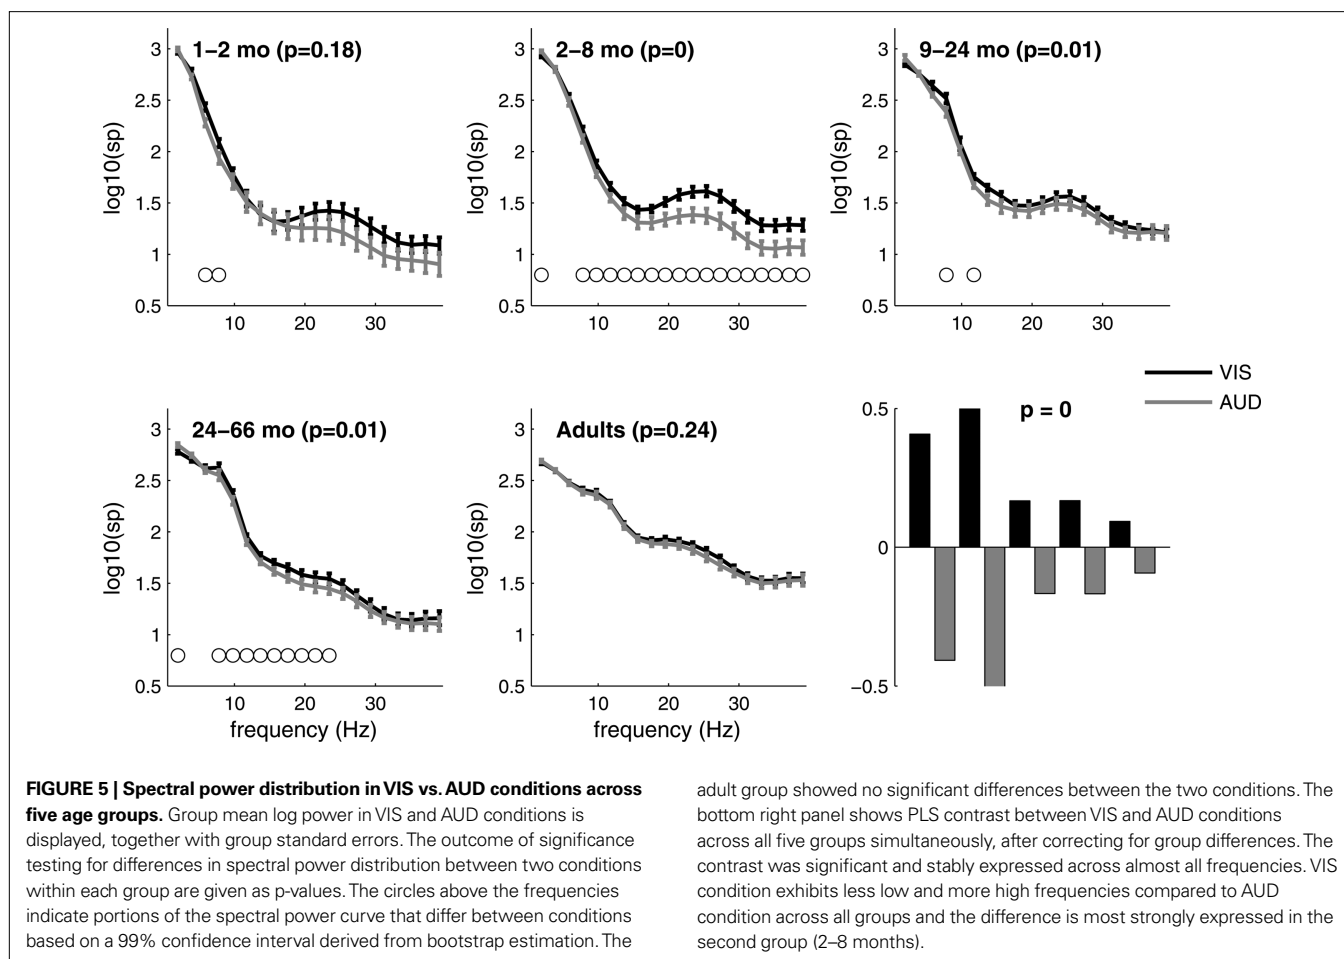 1–2 mo (p=0.18)
3
2.5
2
1.5
1
0.5
log10(sp)
10
20
30
2–8 mo (p=0)
3
2.5
2
1.5
1
0.5
log10(sp)
10
20
30
9–24 mo (p=0.01)
3
2.5
2
1.5
1
0.5
log10(sp)
10
20
30
VIS
AUD
24–66 mo (p=0.01)
3
2.5
2
1.5
1
0.5
log10(sp)
10
20
30
frequency (Hz)
Adults (p=0.24)
3
2.5
2
1.5
1
0.5
log10(sp)
10
20
30
frequency (Hz)
p = 0
0.5
0
−0.5
FIGURE 5 | Spectral power distribution in VIS vs. AUD conditions across
five age groups. Group mean log power in VIS and AUD conditions is
displayed, together with group standard errors. The outcome of significance
testing for differences in spectral power distribution between two conditions
within each group are given as p-values. The circles above the frequencies
indicate portions of the spectral power curve that differ between conditions
based on a 99% confidence interval derived from bootstrap estimation. The
adult group showed no significant differences between the two conditions. The
bottom right panel shows PLS contrast between VIS and AUD conditions
across all five groups simultaneously, after correcting for group differences. The
contrast was significant and stably expressed across almost all frequencies. VIS
condition exhibits less low and more high frequencies compared to AUD
condition across all groups and the difference is most strongly expressed in the
second group (2–8 months).